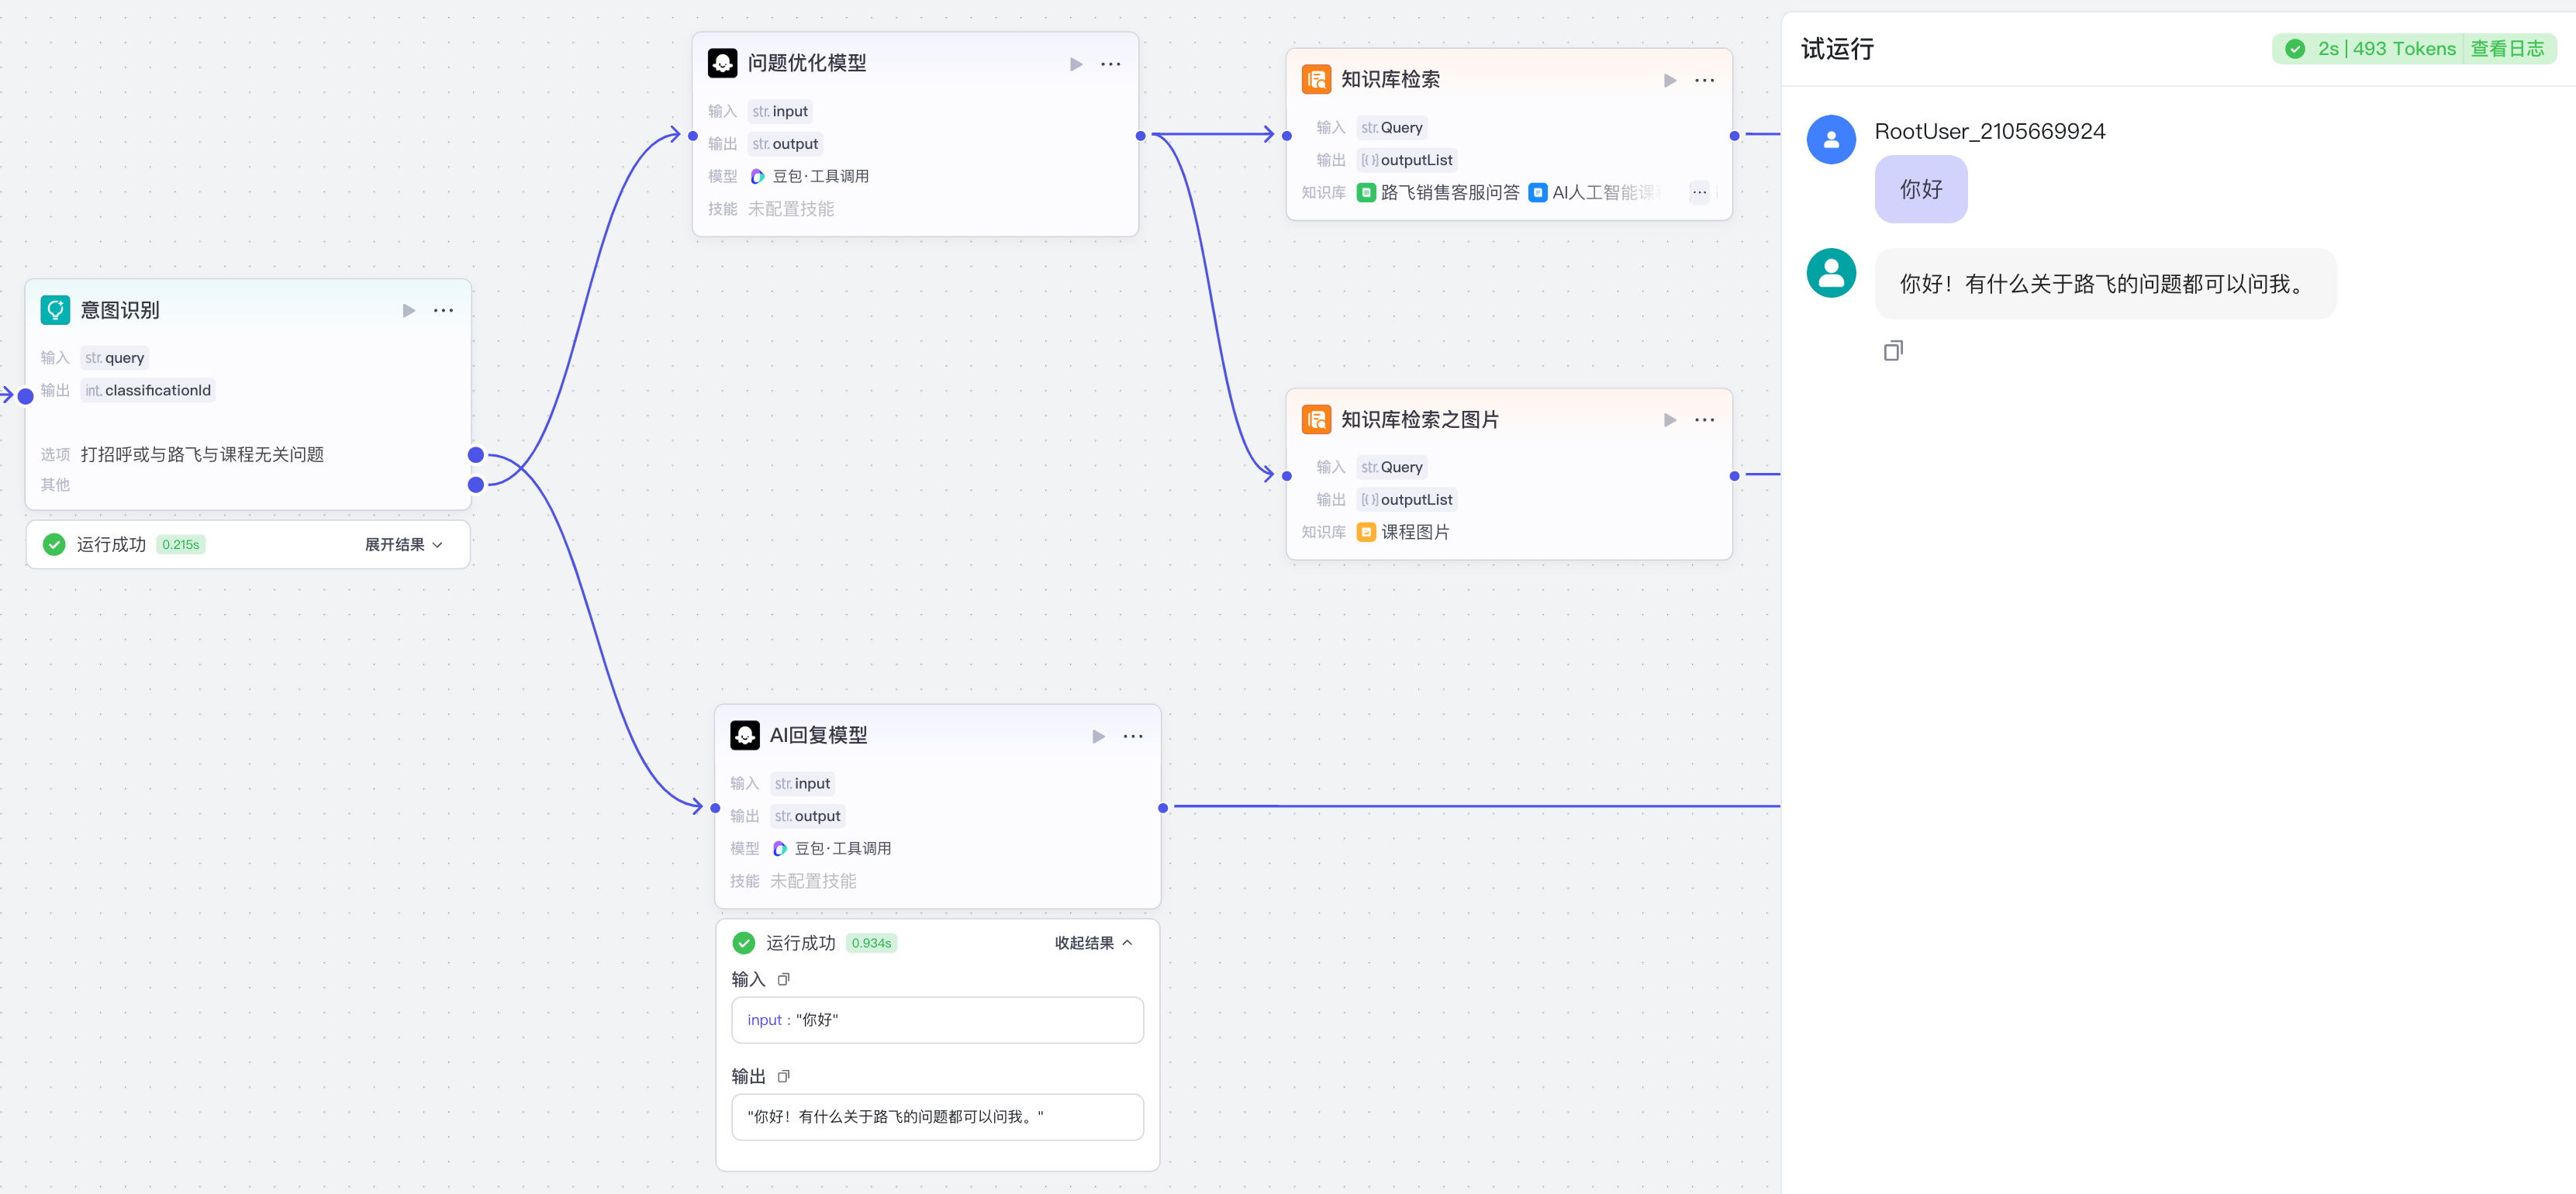 意图识别
输入 str. query
输出 int. classificationId
选项 打招呼或与路飞与课程无关问题
其他
运行成功 0.215s 展开结果
问题优化模型
输入 str. input
输出 str. output
模型 豆包·工具调用
技能 未配置技能
知识库检索
输入 str. Query
输出 [{}] outputList
知识库 路飞销售客服问答 AI人工智能课 ···
知识库检索之图片
输入 str. Query
输出 [{}] outputList
知识库 课程图片
AI回复模型
输入 str. input
输出 str. output
模型 豆包·工具调用
技能 未配置技能
运行成功 0.934s 收起结果
输入
input : "你好"
输出
"你好！有什么关于路飞的问题都可以问我。"
试运行
2s | 493 Tokens 查看日志
RootUser_2105669924
你好
你好！有什么关于路飞的问题都可以问我。